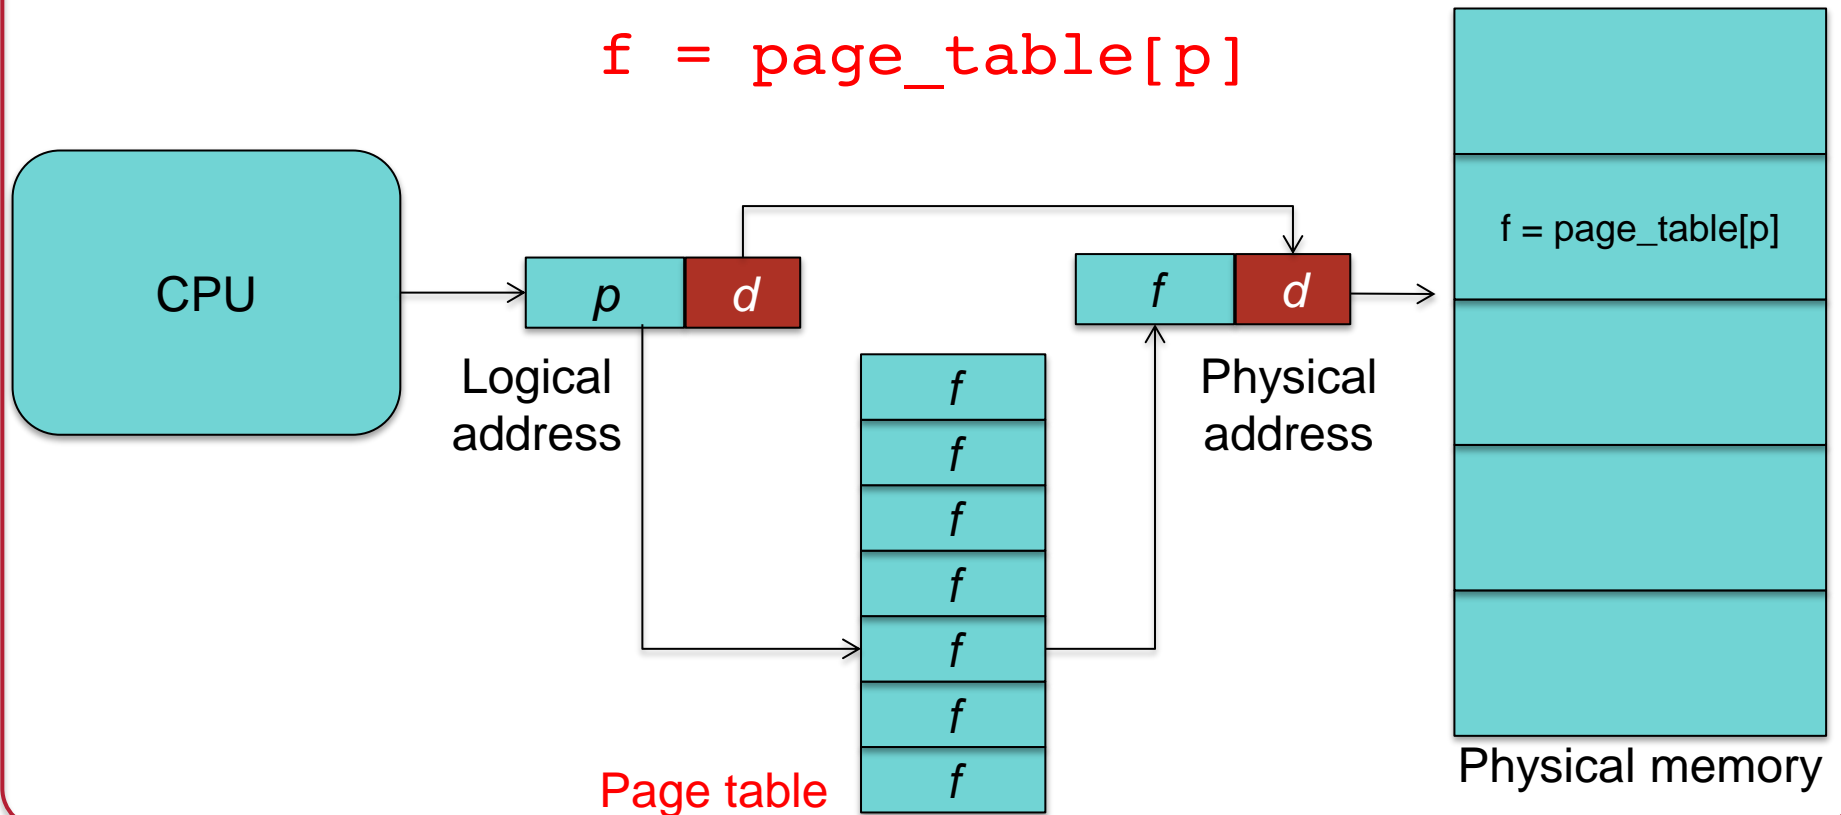 f = page_table[p]
CPU
p d
Logical
address
f
f
f
f
f
f
f
Page table
f d
Physical
address
f = page_table[p]
Physical memory